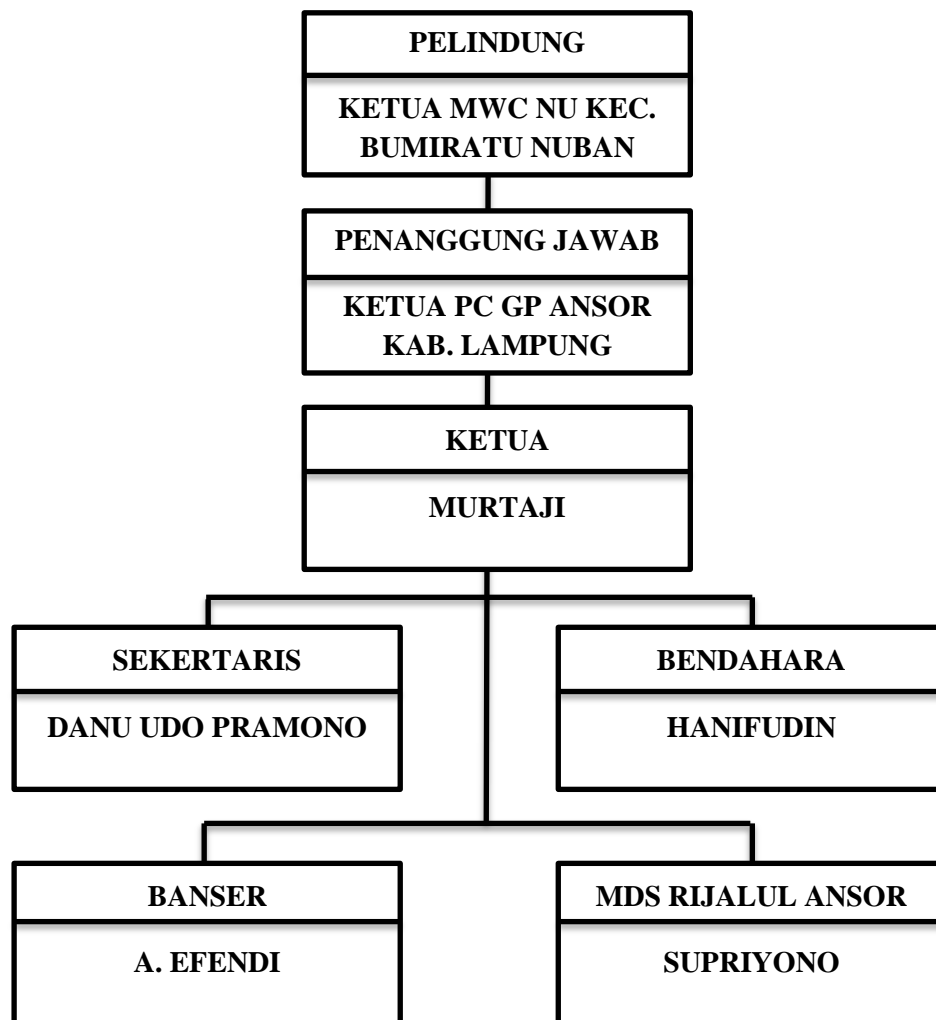 PELINDUNG
KETUA MWC NU KEC.
BUMIRATU NUBAN
PENANGGUNG JAWAB
KETUA PC GP ANSOR
KAB. LAMPUNG
KETUA
MURTAJI
SEKERTARIS
DANU UDO PRAMONO
BENDAHARA
HANIFUDIN
BANSER
A. EFENDI
MDS RIJALUL ANSOR
SUPRIYONO